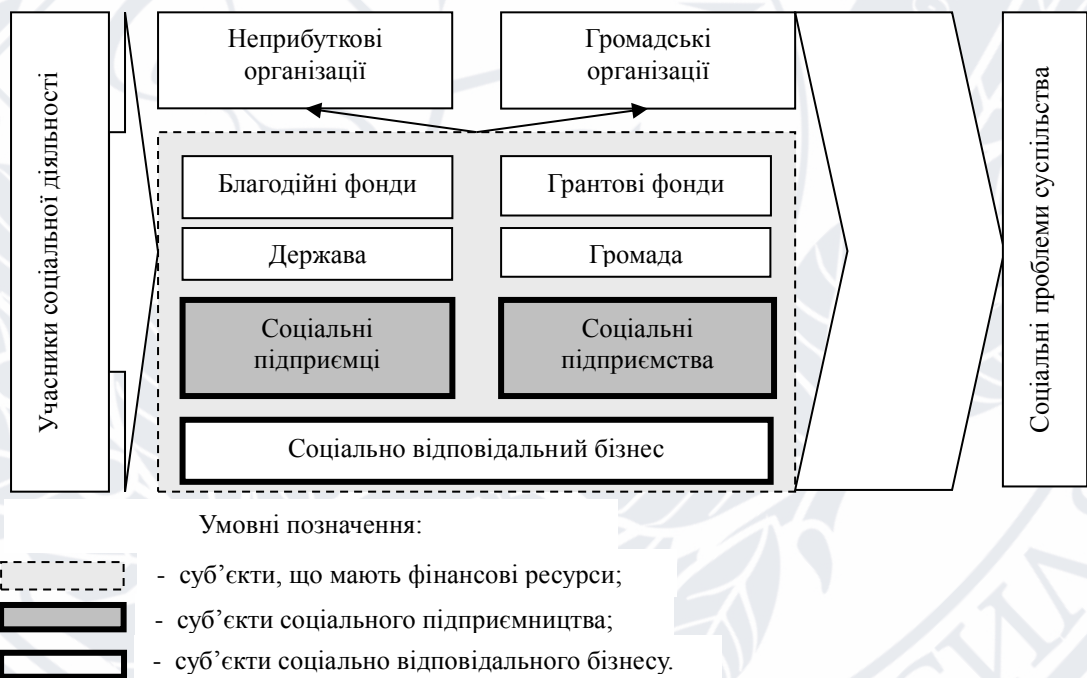 Учасники соціальної діяльності
Неприбуткові
організації
Громадські
організації
Благодійні фонди
Грантові фонди
Держава
Громада
Соціальні
підприємці
Соціальні
підприємства
Соціально відповідальний бізнес
Соціальні проблеми суспільства
Умовні позначення:
- суб’єкти, що мають фінансові ресурси;
- суб’єкти соціального підприємництва;
- суб’єкти соціально відповідального бізнесу.